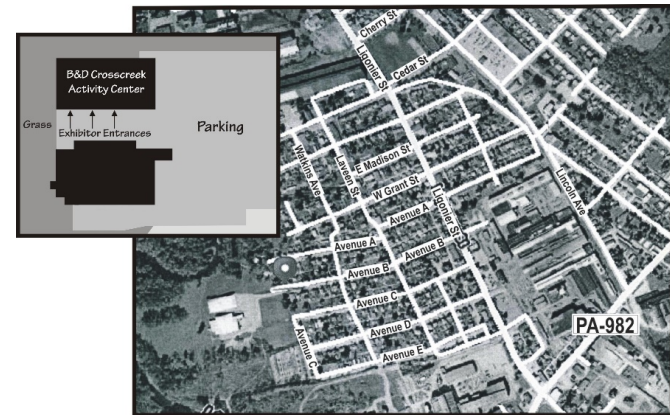 B&D Crosscreek
Activity Center
Grass
Exhibitor Entrances
Parking
Cherry St
Ligonier St
Cedar St
E Madison St
Watkins Ave
Laveen St
W Grant St
Avenue A
Ligonier St
Lincoln Ave
Avenue A
Avenue B
Avenue B
Avenue C
Avenue D
Avenue C
Avenue E
PA-982